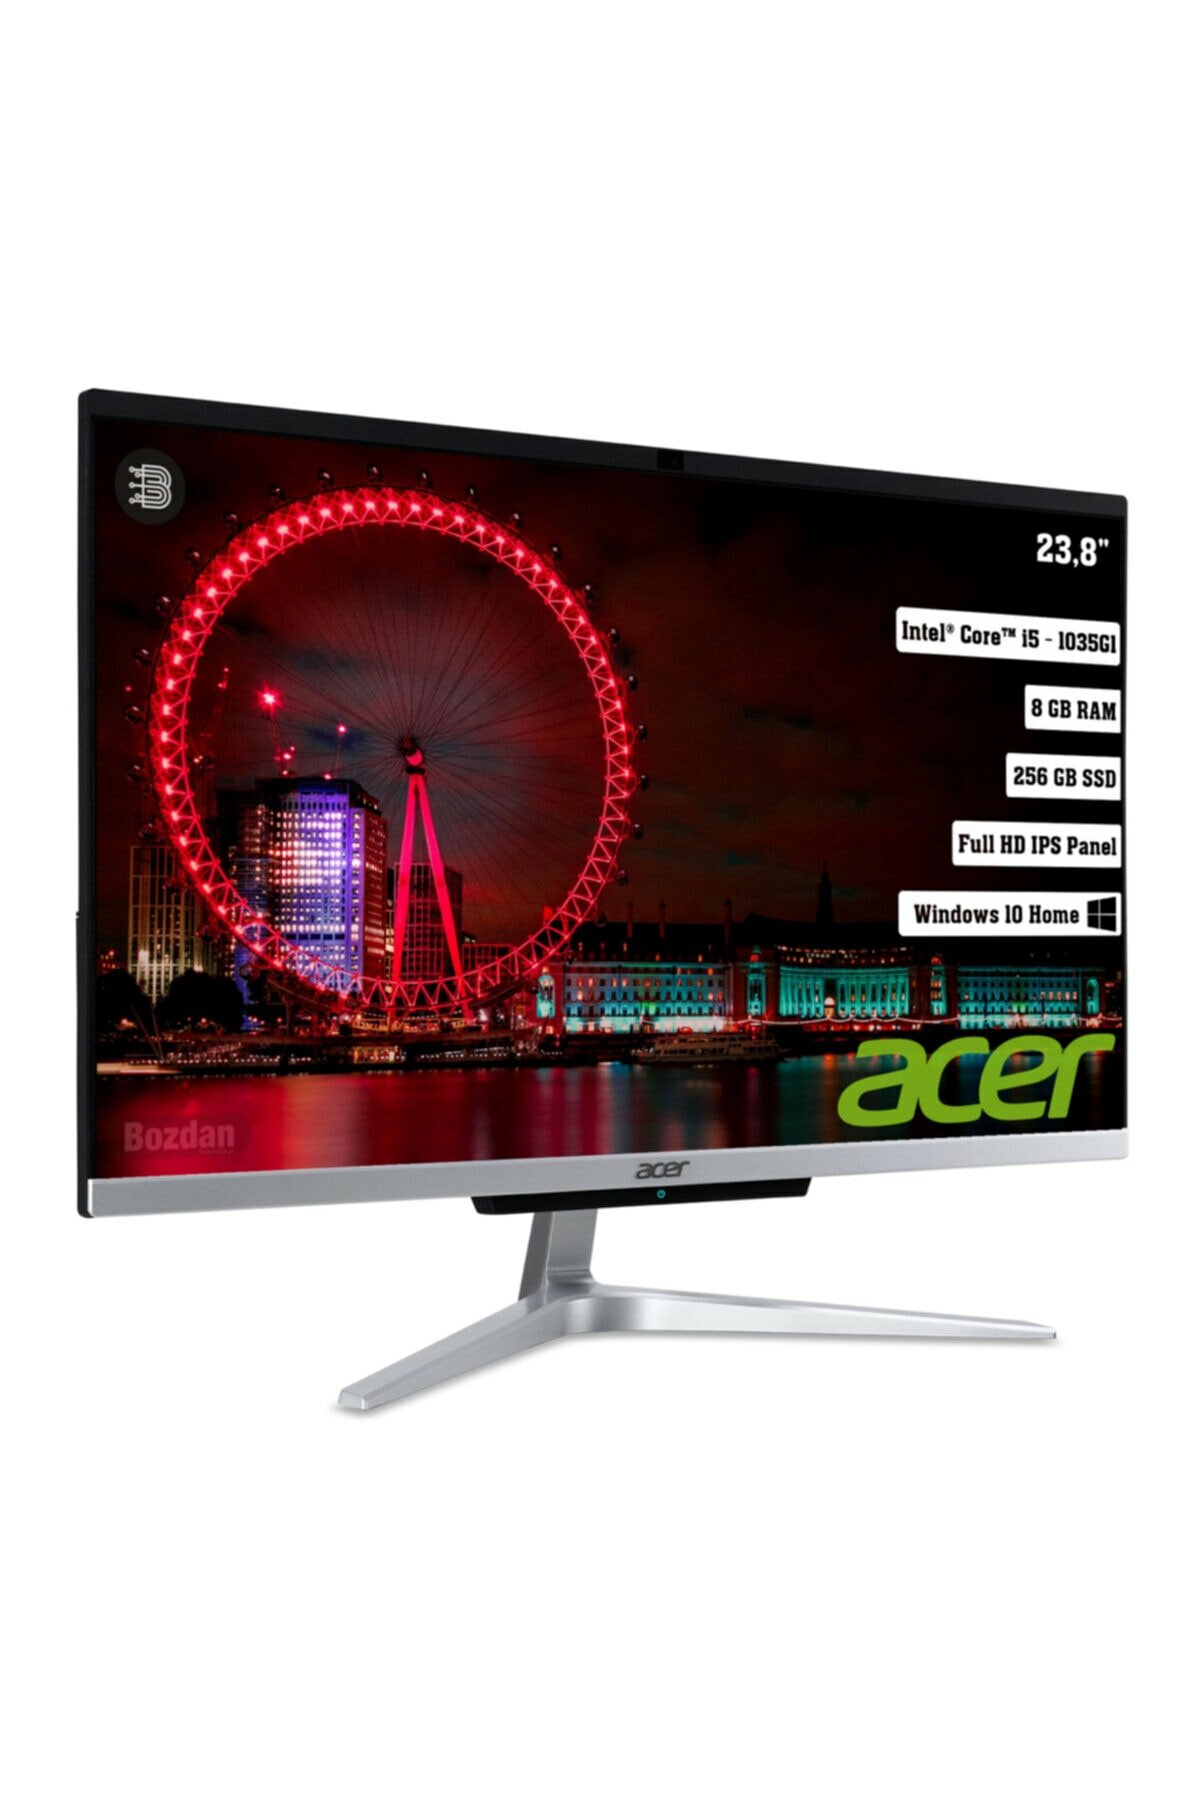 23,8"
Intel® Core™ i5 - 1035G1
8 GB RAM
256 GB SSD
Full HD IPS Panel
Windows 10 Home
acer
Bozdan
Teknoloji
acer